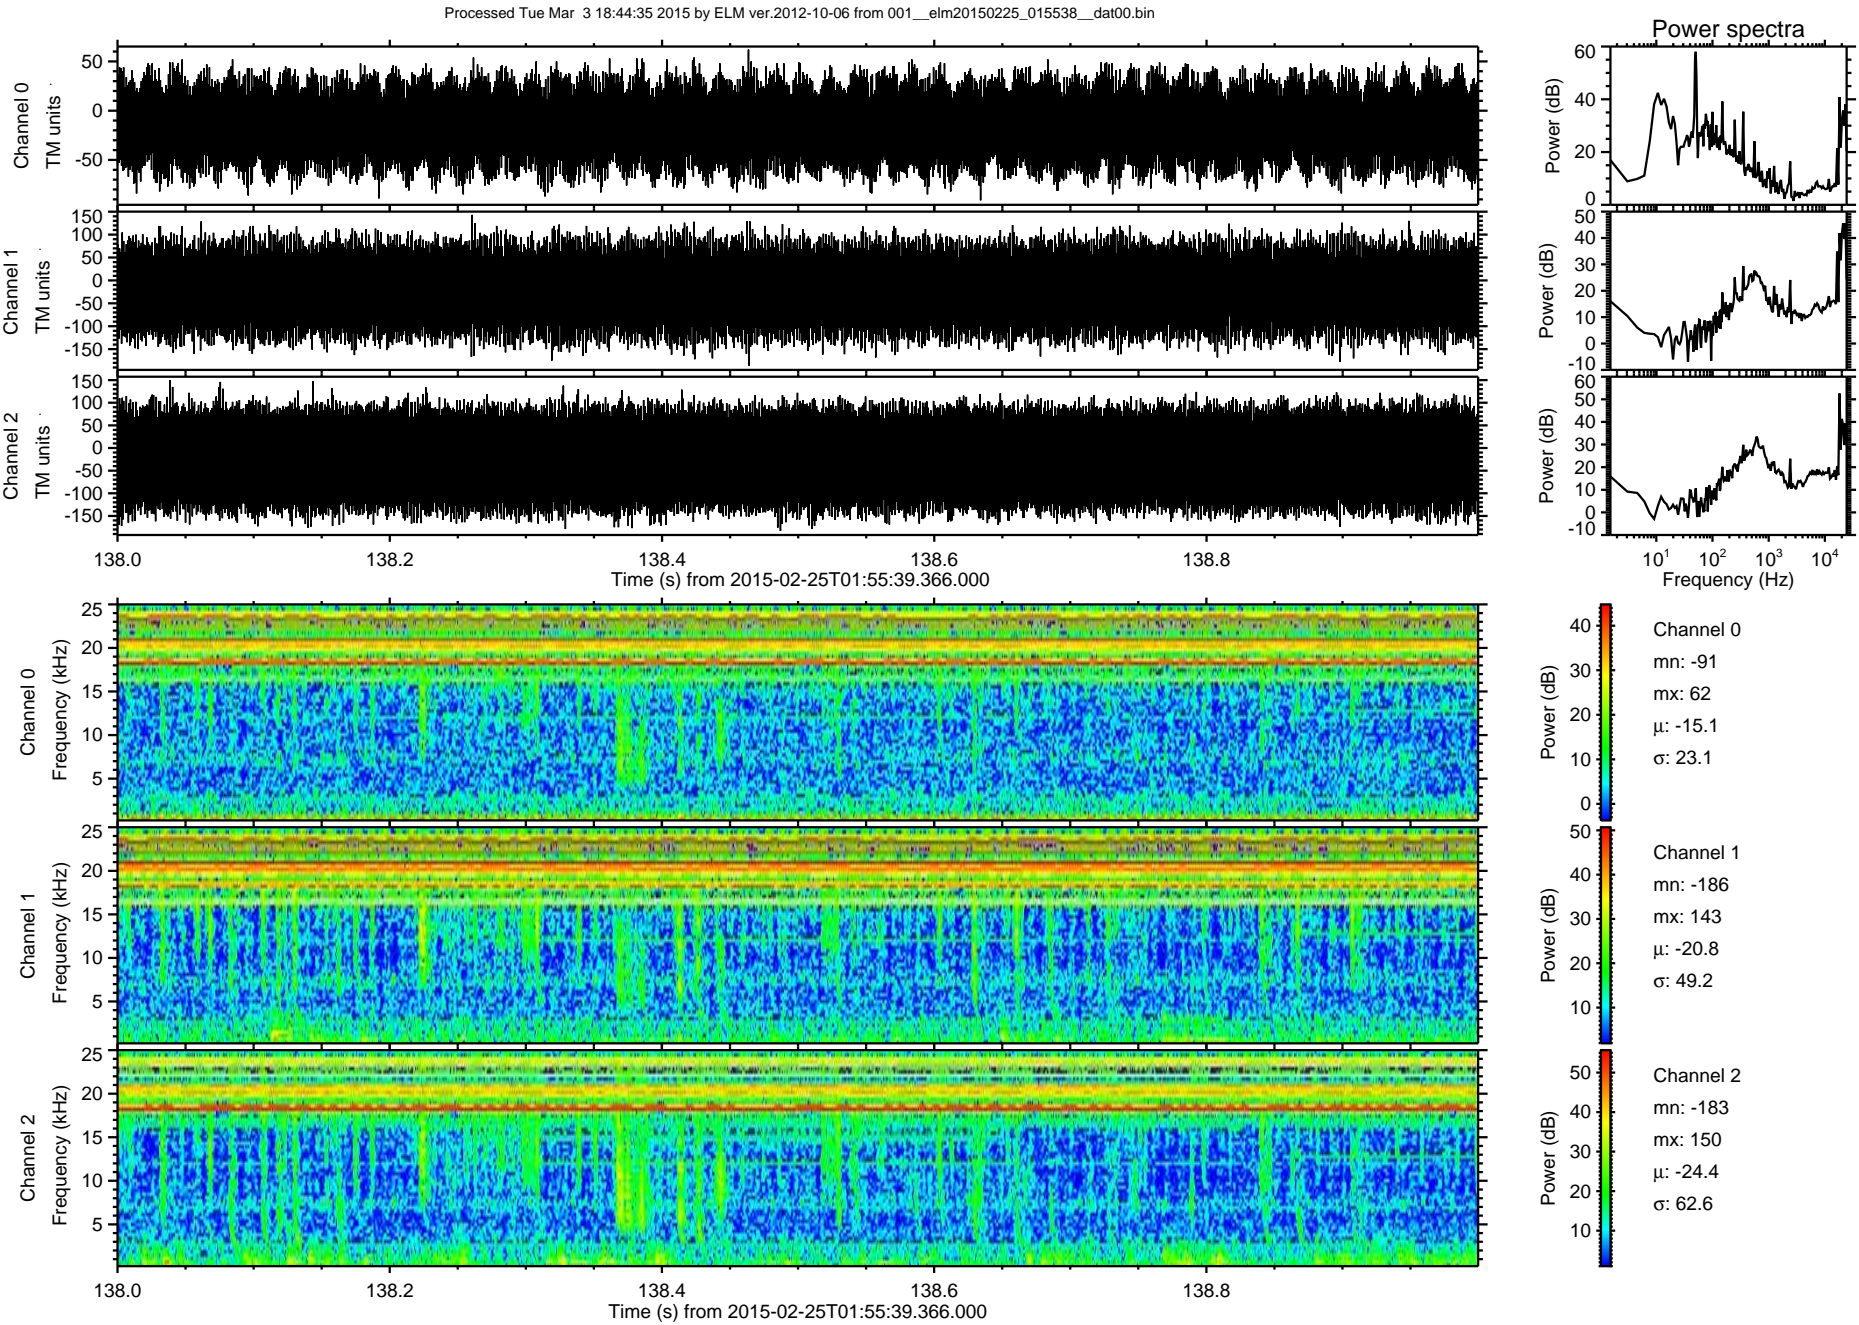 Processed Tue Mar  3 18:44:35 2015 by ELM ver.2012-10-06 from 001__elm20150225_015538__dat00.bin
Power spectra
Channel 0
TM units
50
0
-50
Power (dB)
60
40
20
0
Channel 1
TM units
150
100
50
0
-50
-100
-150
Power (dB)
50
40
30
20
10
0
-10
Channel 2
TM units
150
100
50
0
-50
-100
-150
Power (dB)
60
50
40
30
20
10
0
-10
138.0 138.2 138.4 138.6 138.8
Time (s) from 2015-02-25T01:55:39.366.000
10¹ 10² 10³ 10⁴
Frequency (Hz)
Channel 0
Frequency (kHz)
25
20
15
10
5
Power (dB)
40
30
20
10
0
Channel 0
mn: -91
mx: 62
μ: -15.1
σ: 23.1
Channel 1
Frequency (kHz)
25
20
15
10
5
Power (dB)
50
40
30
20
10
Channel 1
mn: -186
mx: 143
μ: -20.8
σ: 49.2
Channel 2
Frequency (kHz)
25
20
15
10
5
Power (dB)
50
40
30
20
10
Channel 2
mn: -183
mx: 150
μ: -24.4
σ: 62.6
138.0 138.2 138.4 138.6 138.8
Time (s) from 2015-02-25T01:55:39.366.000